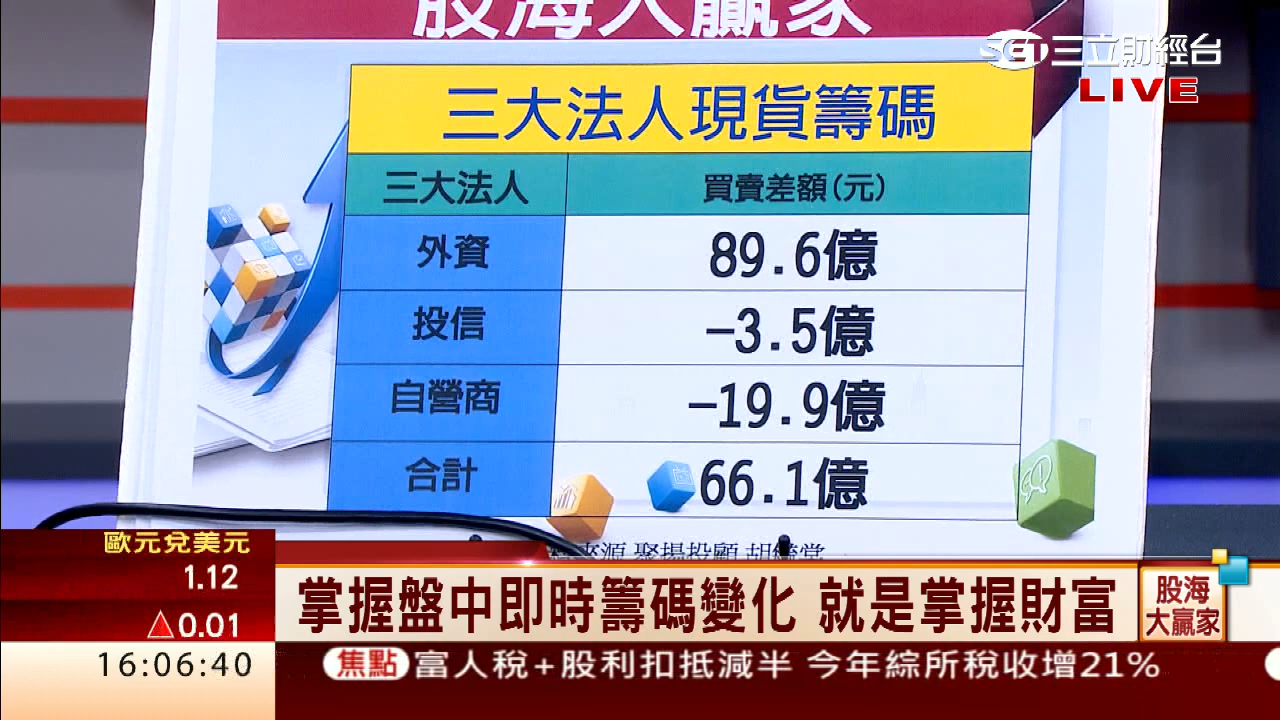 股海大贏家
SET三立財經台
LIVE
三大法人現貨籌碼
三大法人 買賣差額(元)
外資 89.6億
投信 -3.5億
自營商 -19.9億
合計 66.1億
歐元兌美元
1.12
△0.01
16:06:40
掌握盤中即時籌碼變化 就是掌握財富
股海
大贏家
焦點 富人稅+股利扣抵減半 今年綜所稅收增21%